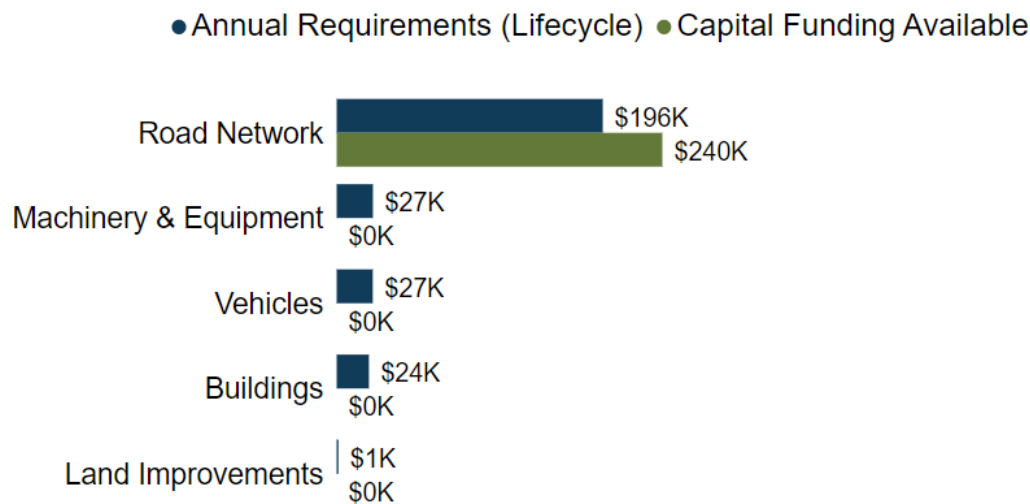 Annual Requirements (Lifecycle) Capital Funding Available
Road Network
$196K
$240K
Machinery & Equipment
$27K
$0K
Vehicles
$27K
$0K
Buildings
$24K
$0K
Land Improvements
$1K
$0K